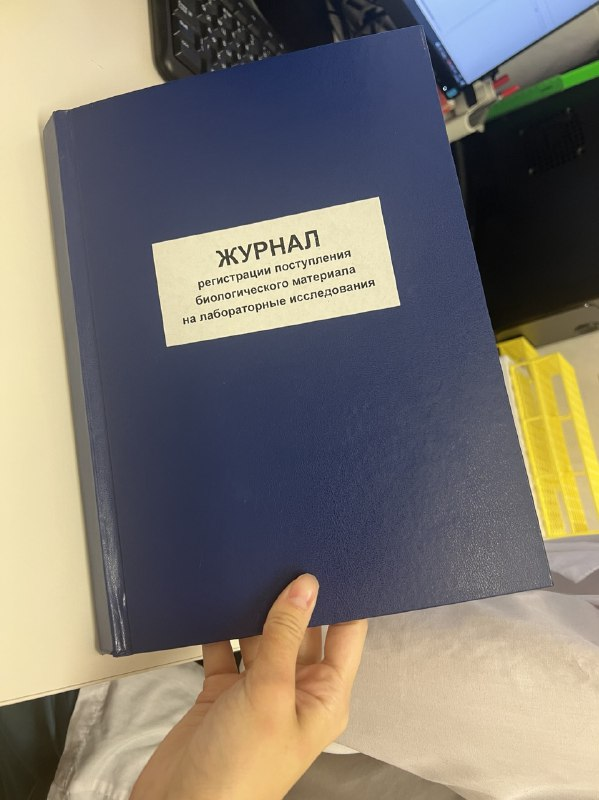 ЖУРНАЛ
регистрации поступления
биологического материала
на лабораторные исследования